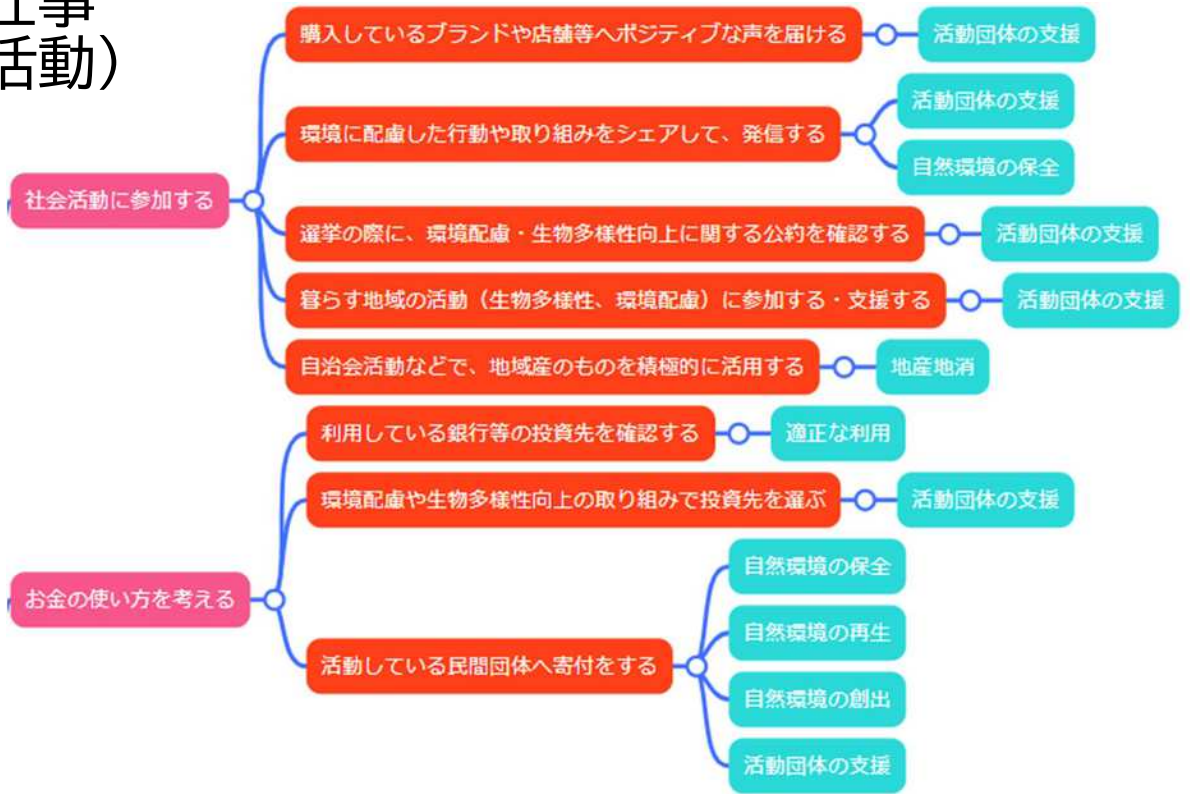 仕事
活動）
購入しているブランドや店舗等へポジティブな声を届ける
活動団体の支援
環境に配慮した行動や取り組みをシェアして、発信する
活動団体の支援
自然環境の保全
社会活動に参加する
選挙の際に、環境配慮・生物多様性向上に関する公約を確認する
活動団体の支援
暮らす地域の活動（生物多様性、環境配慮）に参加する・支援する
活動団体の支援
自治会活動などで、地域産のものを積極的に活用する
地産地消
利用している銀行等の投資先を確認する
適正な利用
環境配慮や生物多様性向上の取り組みで投資先を選ぶ
活動団体の支援
お金の使い方を考える
活動している民間団体へ寄付をする
自然環境の保全
自然環境の再生
自然環境の創出
活動団体の支援